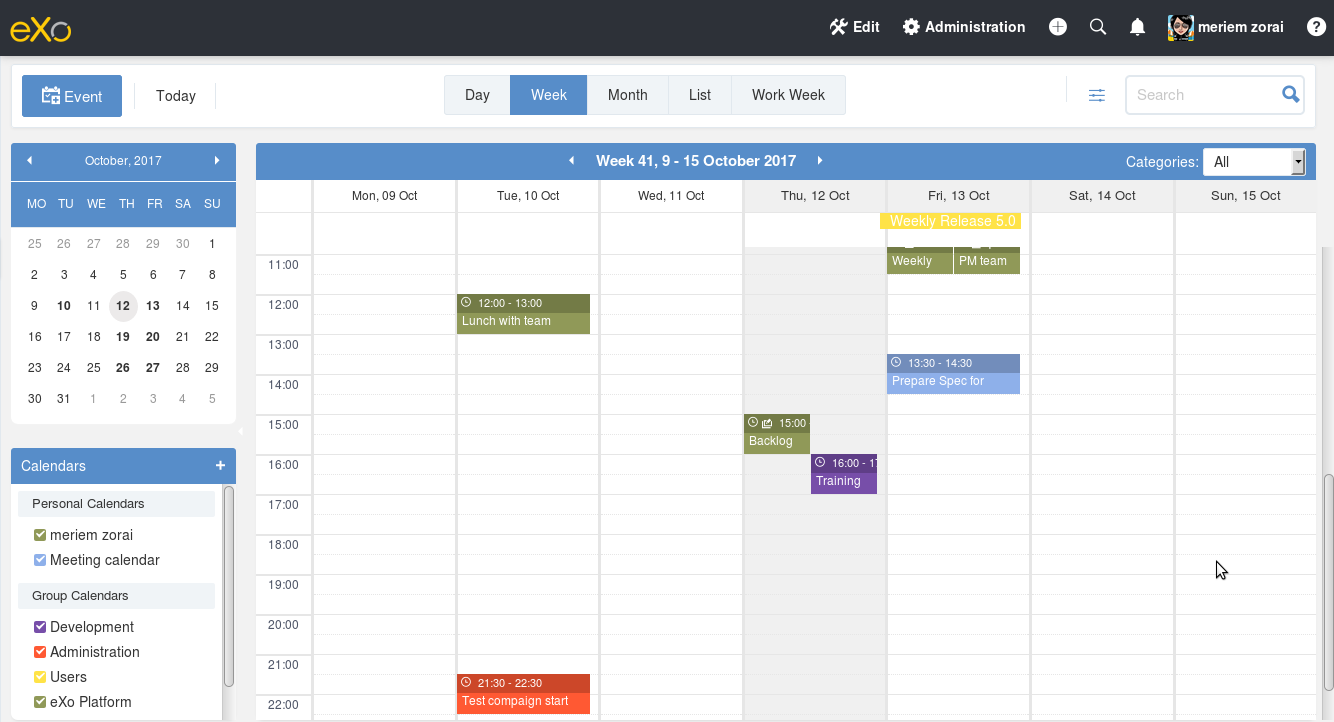 eXo
Edit
Administration
meriem zorai
?
Event
Today
Day
Week
Month
List
Work Week
Search
October, 2017
MO TU WE TH FR SA SU
25 26 27 28 29 30 1
2 3 4 5 6 7 8
9 10 11 12 13 14 15
16 17 18 19 20 21 22
23 24 25 26 27 28 29
30 31 1 2 3 4 5
Calendars +
Personal Calendars
meriem zorai
Meeting calendar
Group Calendars
Development
Administration
Users
eXo Platform
Week 41, 9 - 15 October 2017
Categories: All
Mon, 09 Oct Tue, 10 Oct Wed, 11 Oct Thu, 12 Oct Fri, 13 Oct Sat, 14 Oct Sun, 15 Oct
Weekly Release 5.0
11:00
Weekly
PM team
12:00
12:00 - 13:00
Lunch with team
13:00
13:30 - 14:30
Prepare Spec for
14:00
15:00
15:00
Backlog
16:00
16:00 - 17
Training
17:00
18:00
19:00
20:00
21:00
21:30 - 22:30
Test compaign start
22:00